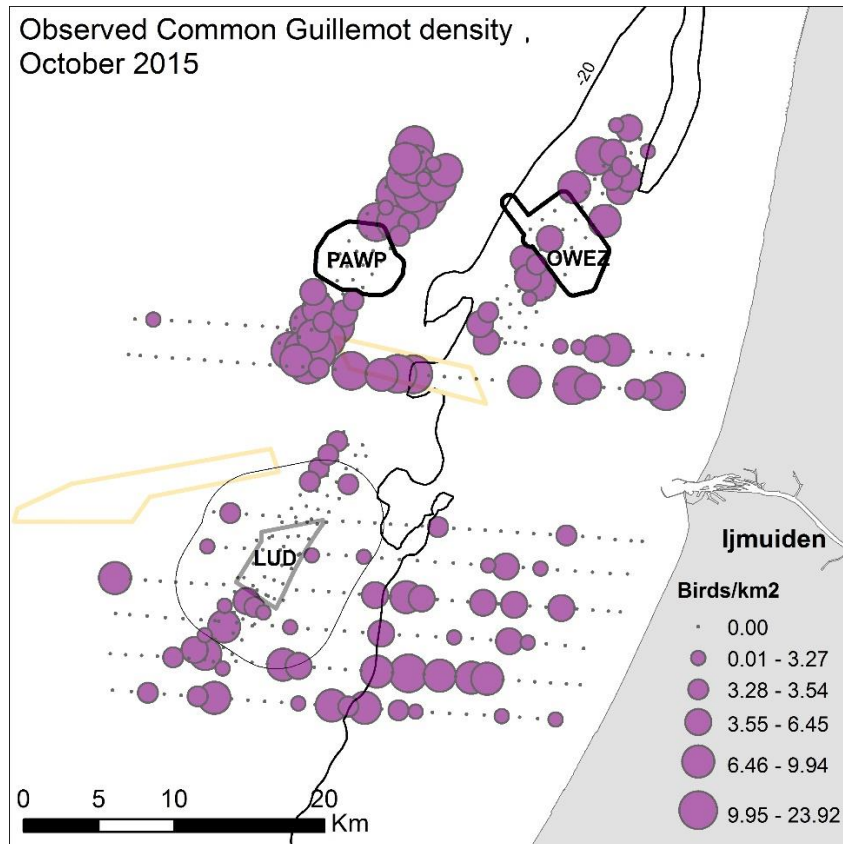 Observed Common Guillemot density ,
October 2015
-20
PAWP
OWEZ
LUD
Ijmuiden
Birds/km2
0.00
0.01 - 3.27
3.28 - 3.54
3.55 - 6.45
6.46 - 9.94
9.95 - 23.92
0 5 10 20
Km